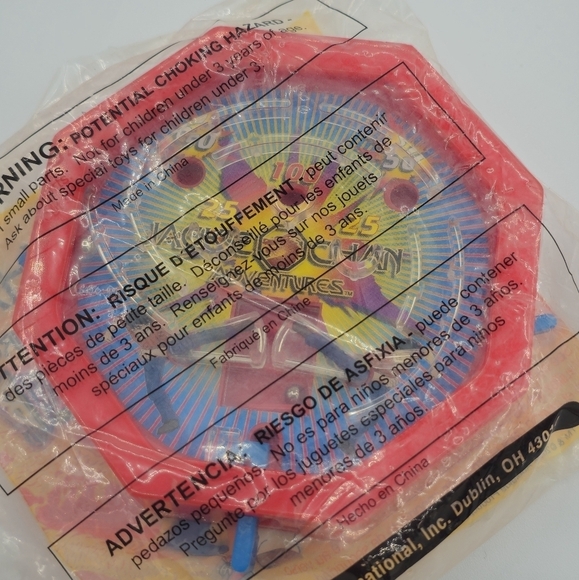 RNING: POTENTIAL CHOKING HAZARD -
small parts. Not for children under 3 years of age.
Ask about special toys for children under 3.
Made in China
TTENTION: RISQUE D'ÉTOUFFEMENT - peut contenir
des pièces de petite taille. Déconseillé pour les enfants de
moins de 3 ans. Renseignez-vous sur nos jouets
spéciaux pour enfants de moins de 3 ans.
Fabriqué en Chine
ADVERTENCIA: RIESGO DE ASFIXIA - puede contener
pedazos pequeños. No es para niños menores de 3 años.
Pregunte por los juguetes especiales para niños
menores de 3 años.
Hecho en China
national, Inc. Dublin, OH 430
100
25
25
JACKIE CHAN
ADVENTURES™